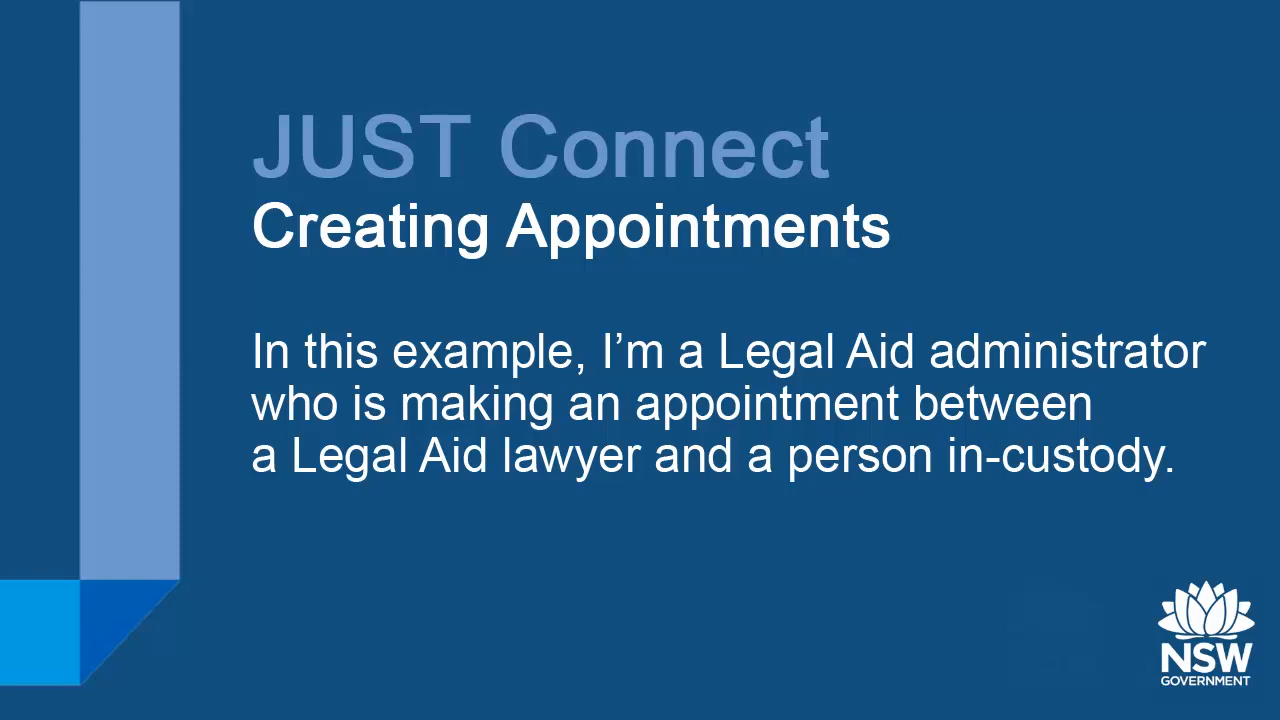 JUST Connect
Creating Appointments
In this example, I’m a Legal Aid administrator
who is making an appointment between
a Legal Aid lawyer and a person in-custody.
NSW
GOVERNMENT